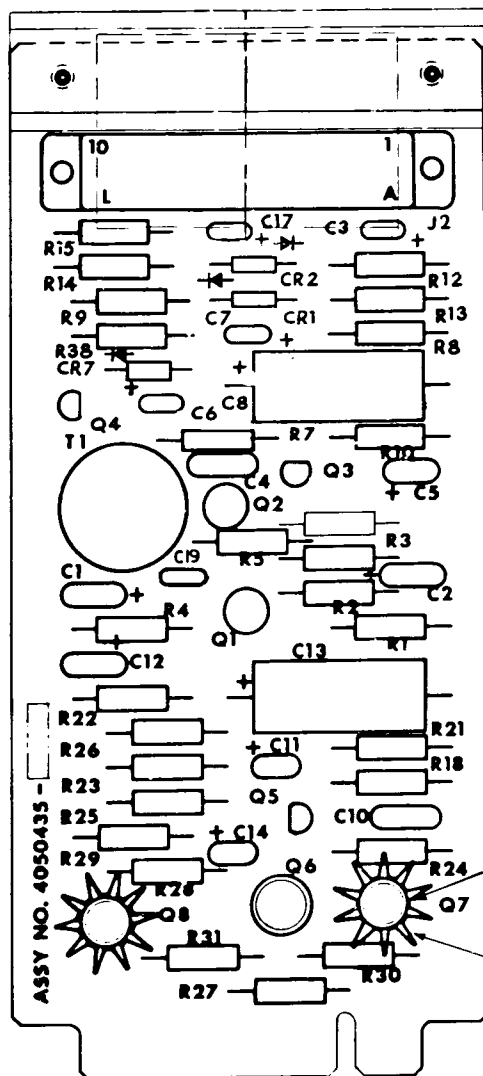 10 1
L A
R15 C17 C3 J2
+ +
R14 CR2 R12
R9 C7 CR1 R13
R38 + R8
CR7 +
+ C6 C8
Q4
T1 R7 R10
C4 Q3 C5
+
Q2
R3
R5
C1 C19 C2
+ R2
R4 Q1 R1
+
C12 C13
+
R22
R26 + C11 R21
R23 R18
R25 Q5 C10
R29 + C14
R28 Q6 R24
Q8 Q7
R31 R30
R27
ASSY NO. 4050435-